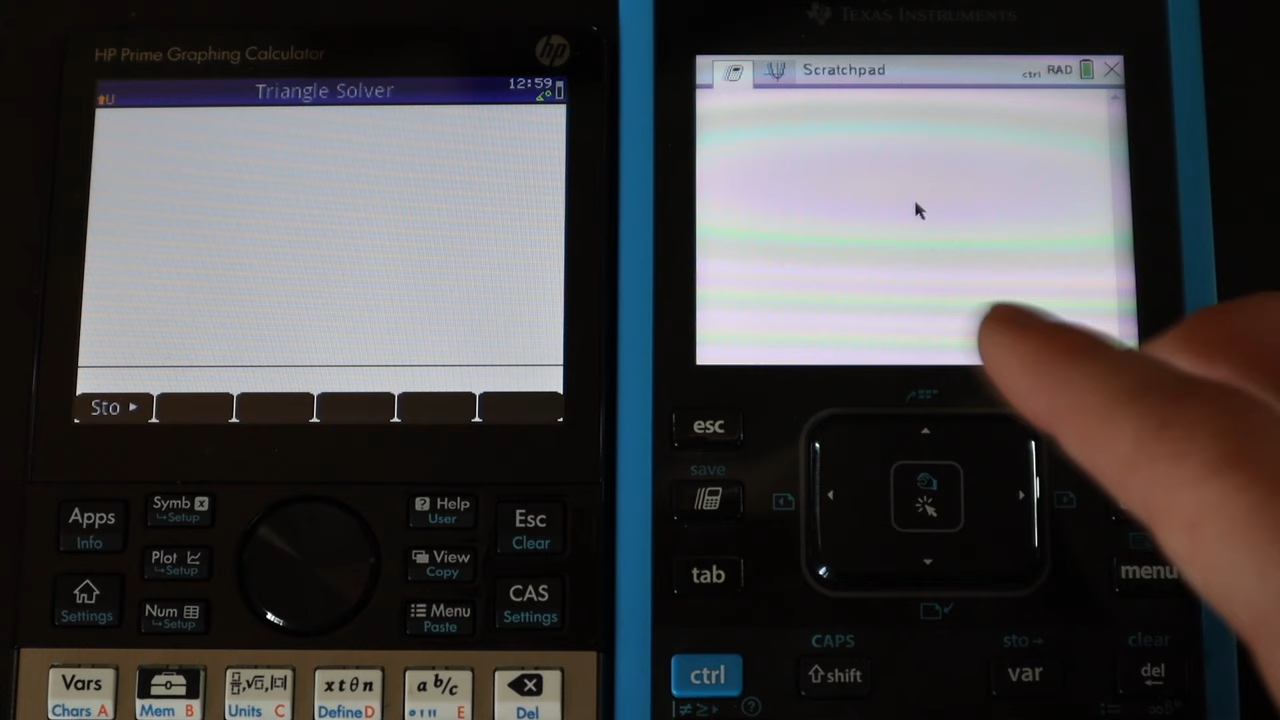 HP Prime Graphing Calculator
hp
Triangle Solver
12:59
U
Sto ▸
Apps
Info
Symb
↳Setup
? Help
User
Esc
Clear
Plot
↳Setup
View
Copy
Settings
Num
↳Setup
Menu
Paste
CAS
Settings
Vars
Chars A
Mem B
Units C
x t θ n
Define D
a b/c
E
Del
TEXAS INSTRUMENTS
Scratchpad
ctrl RAD
esc
save
tab
menu
CAPS
sto→
clear
ctrl
⇧shift
var
del
|≠≥▸
?